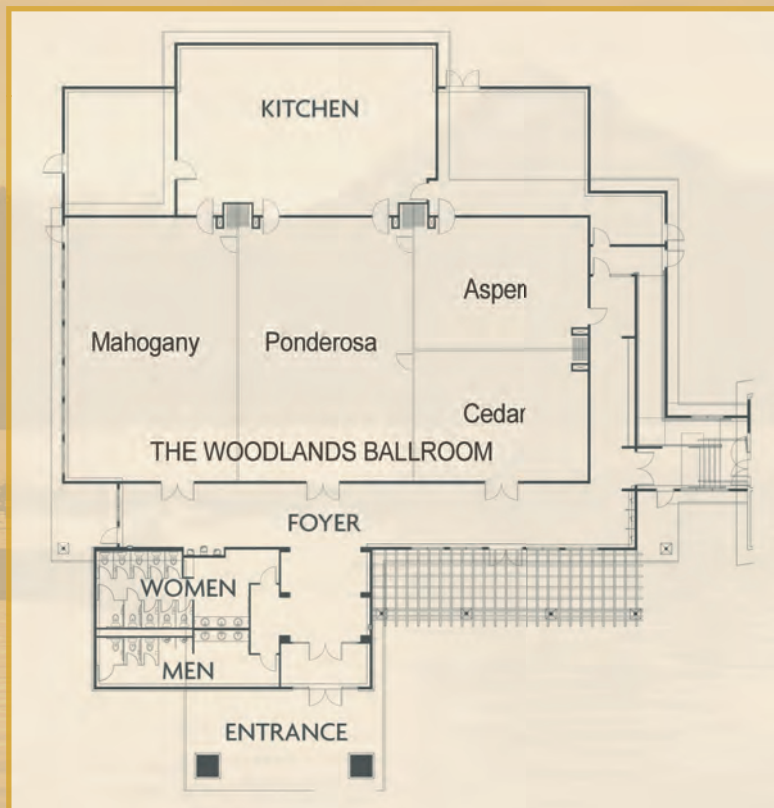 KITCHEN
Aspen
Mahogany
Ponderosa
Cedar
THE WOODLANDS BALLROOM
FOYER
WOMEN
MEN
ENTRANCE